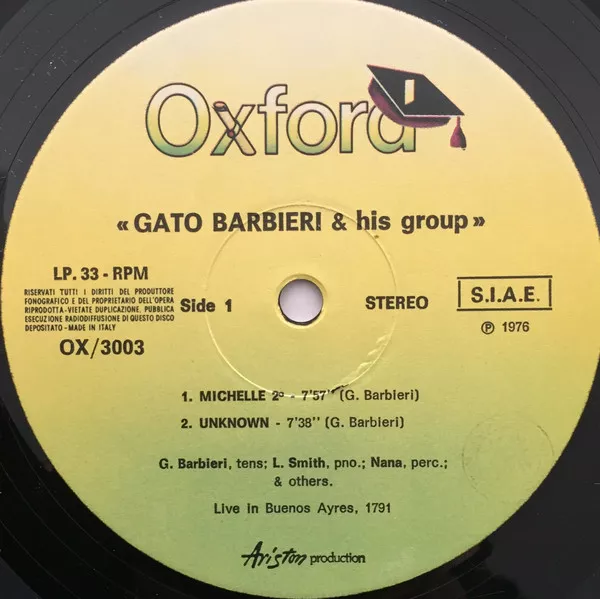 Oxford
« GATO BARBIERI & his group »
LP. 33 - RPM
RISERVATI TUTTI I DIRITTI DEL PRODUTTORE
FONOGRAFICO E DEL PROPRIETARIO DELL'OPERA
RIPRODOTTA-VIETATE DUPLICAZIONE, PUBBLICA
ESECUZIONE RADIODIFFUSIONE DI QUESTO DISCO
DEPOSITATO - MADE IN ITALY
OX/3003
Side 1
STEREO
S.I.A.E.
℗ 1976
1. MICHELLE 2º - 7'57'' (G. Barbieri)
2. UNKNOWN - 7'38'' (G. Barbieri)
G. Barbieri, tens; L. Smith, pno.; Nana, perc.;
& others.
Live in Buenos Ayres, 1791
Ariston production